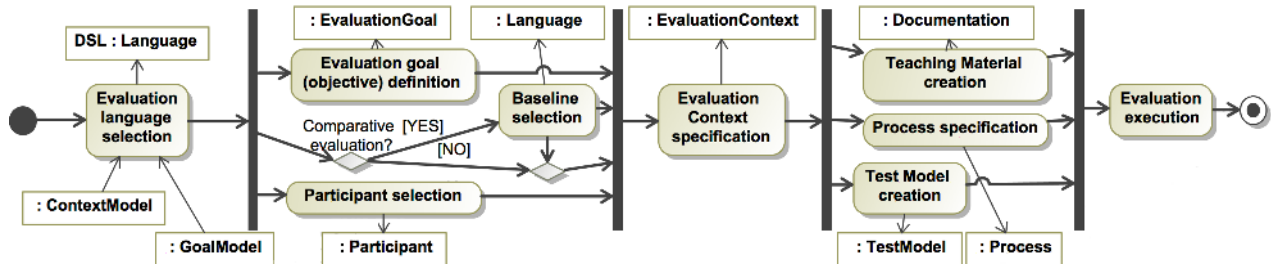 : EvaluationGoal
: Language
: EvaluationContext
: Documentation
DSL : Language
Evaluation goal
(objective) definition
Teaching Material
creation
Evaluation
language
selection
Baseline
selection
Evaluation
Context
specification
Evaluation
execution
Comparative
evaluation?
[YES]
[NO]
Process specification
Participant selection
Test Model
creation
: ContextModel
: GoalModel
: Participant
: TestModel
: Process